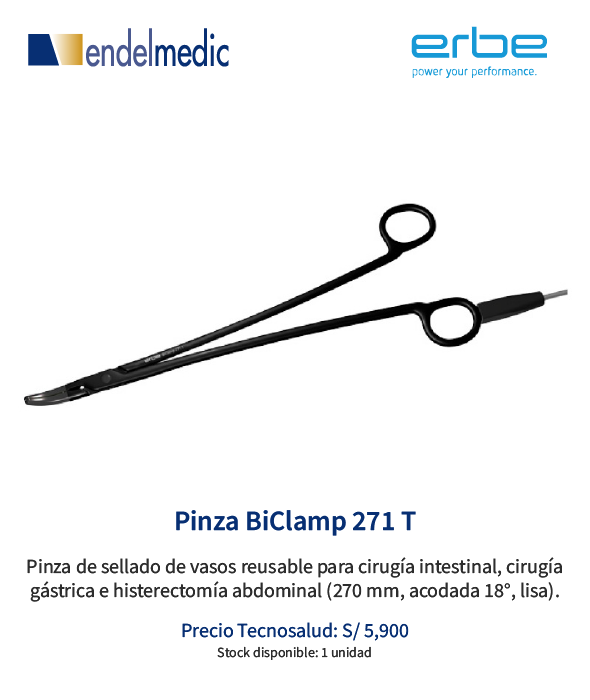 endelmedic
erbe
power your performance.
Pinza BiClamp 271 T
Pinza de sellado de vasos reusable para cirugía intestinal, cirugía
gástrica e histerectomía abdominal (270 mm, acodada 18°, lisa).
Precio Tecnosalud: S/ 5,900
Stock disponible: 1 unidad